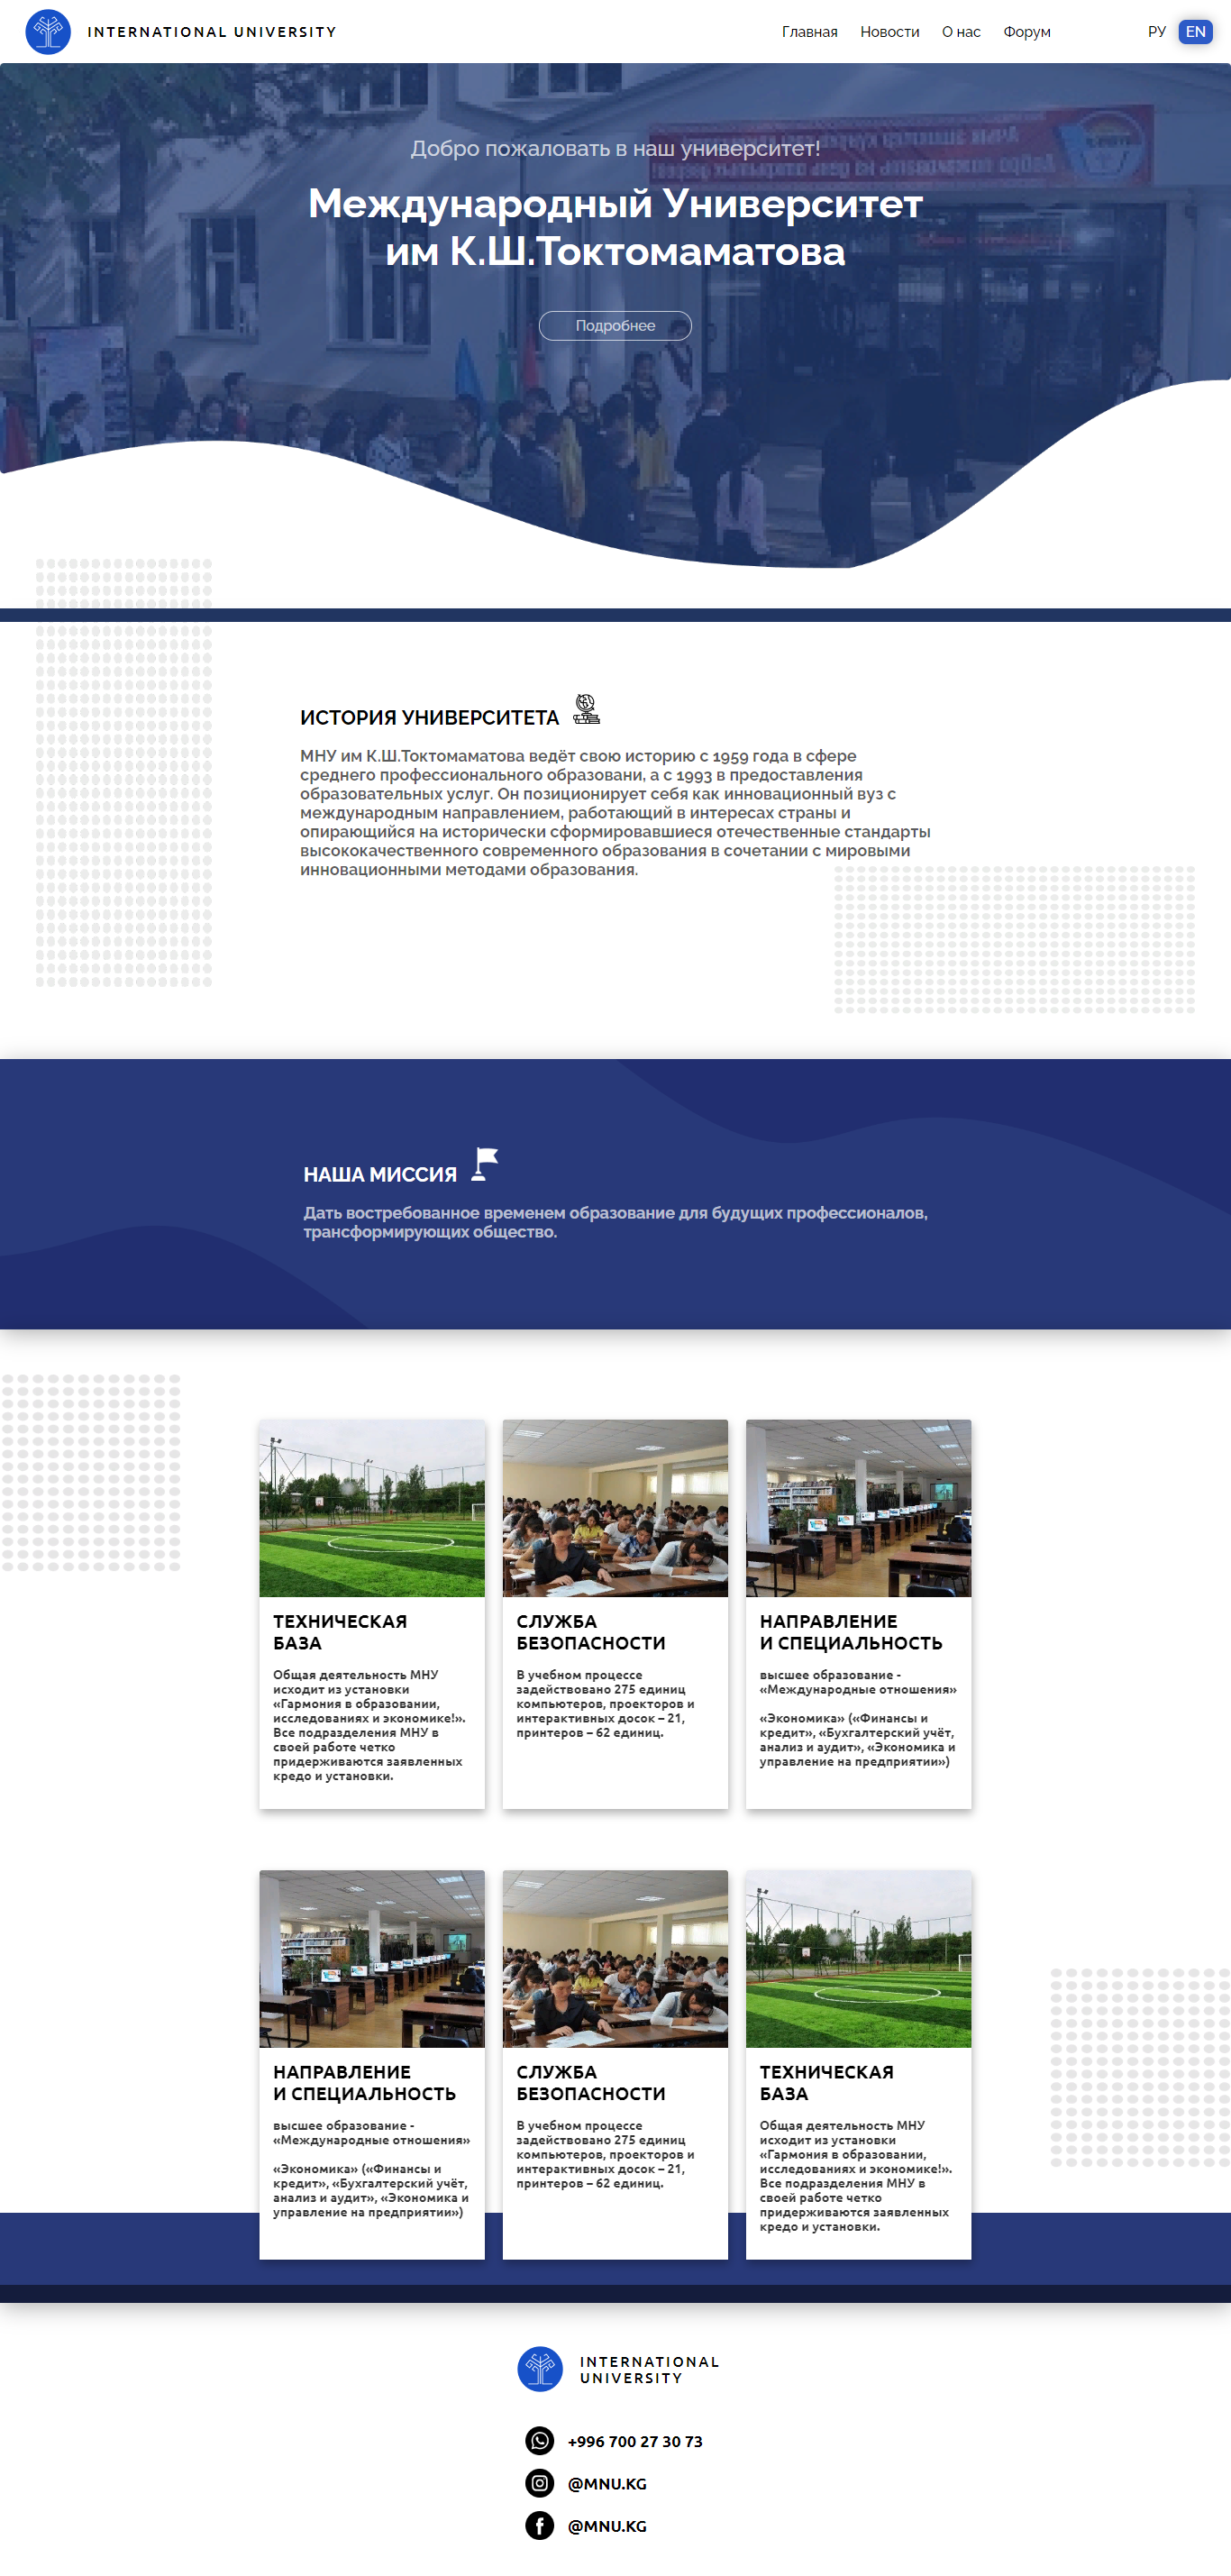 INTERNATIONAL UNIVERSITY
Главная Новости О нас Форум РУ EN
Добро пожаловать в наш университет!
Международный Университет
им К.Ш.Токтомаматова
Подробнее
ИСТОРИЯ УНИВЕРСИТЕТА
МНУ им К.Ш.Токтомаматова ведёт свою историю с 1959 года в сфере
среднего профессионального образовани, а с 1993 в предоставления
образовательных услуг. Он позиционирует себя как инновационный вуз с
международным направлением, работающий в интересах страны и
опирающийся на исторически сформировавшиеся отечественные стандарты
высококачественного современного образования в сочетании с мировыми
инновационными методами образования.
НАША МИССИЯ
Дать востребованное временем образование для будущих профессионалов,
трансформирующих общество.
ТЕХНИЧЕСКАЯ
БАЗА
Общая деятельность МНУ
исходит из установки
«Гармония в образовании,
исследованиях и экономике!».
Все подразделения МНУ в
своей работе четко
придерживаются заявленных
кредо и установки.
СЛУЖБА
БЕЗОПАСНОСТИ
В учебном процессе
задействовано 275 единиц
компьютеров, проекторов и
интерактивных досок – 21,
принтеров – 62 единиц.
НАПРАВЛЕНИЕ
И СПЕЦИАЛЬНОСТЬ
высшее образование -
«Международные отношения»
«Экономика» («Финансы и
кредит», «Бухгалтерский учёт,
анализ и аудит», «Экономика и
управление на предприятии»)
НАПРАВЛЕНИЕ
И СПЕЦИАЛЬНОСТЬ
высшее образование -
«Международные отношения»
«Экономика» («Финансы и
кредит», «Бухгалтерский учёт,
анализ и аудит», «Экономика и
управление на предприятии»)
СЛУЖБА
БЕЗОПАСНОСТИ
В учебном процессе
задействовано 275 единиц
компьютеров, проекторов и
интерактивных досок – 21,
принтеров – 62 единиц.
ТЕХНИЧЕСКАЯ
БАЗА
Общая деятельность МНУ
исходит из установки
«Гармония в образовании,
исследованиях и экономике!».
Все подразделения МНУ в
своей работе четко
придерживаются заявленных
кредо и установки.
INTERNATIONAL
UNIVERSITY
+996 700 27 30 73
@MNU.KG
@MNU.KG